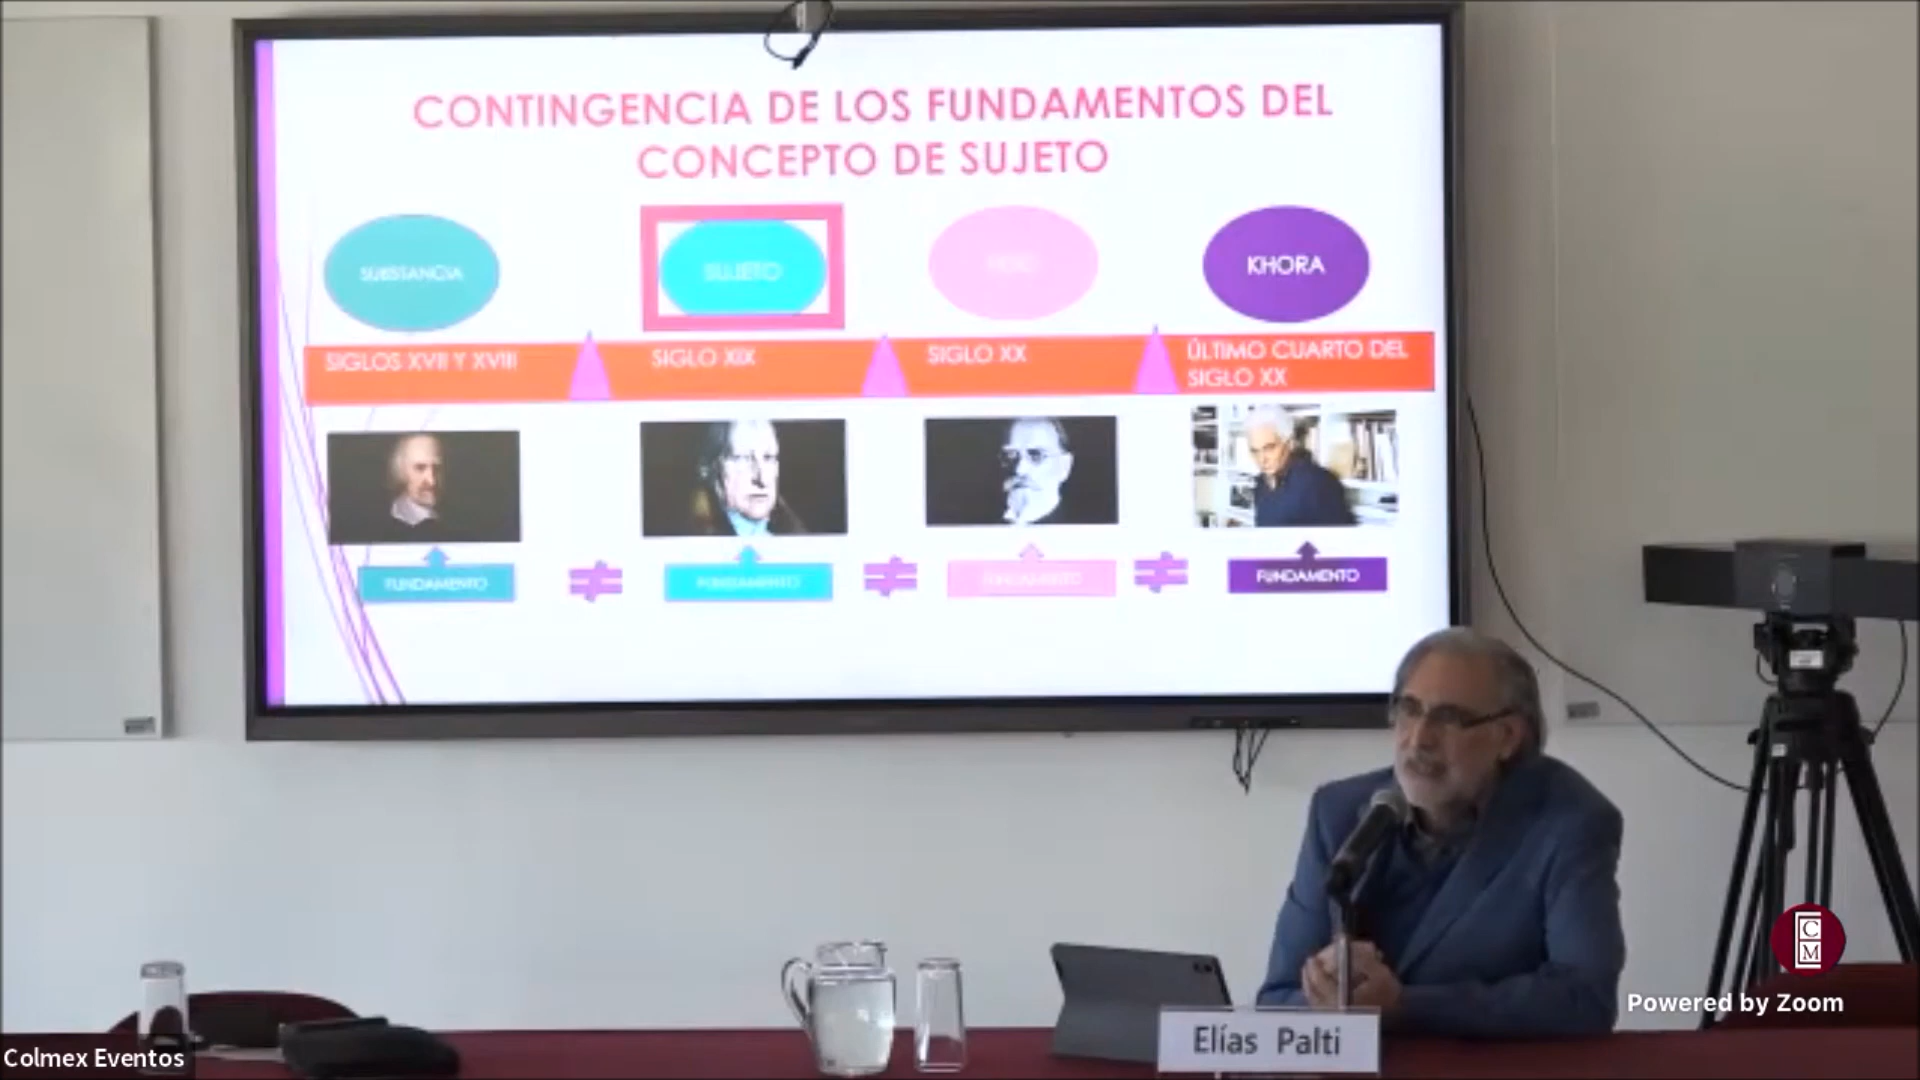 CONTINGENCIA DE LOS FUNDAMENTOS DEL
CONCEPTO DE SUJETO
SUBSTANCIA
SUJETO
KHORA
SIGLOS XVII Y XVIII
SIGLO XIX
SIGLO XX
ÚLTIMO CUARTO DEL
SIGLO XX
FUNDAMENTO
FUNDAMENTO
FUNDAMENTO
FUNDAMENTO
Elías Palti
C
M
Powered by Zoom
Colmex Eventos